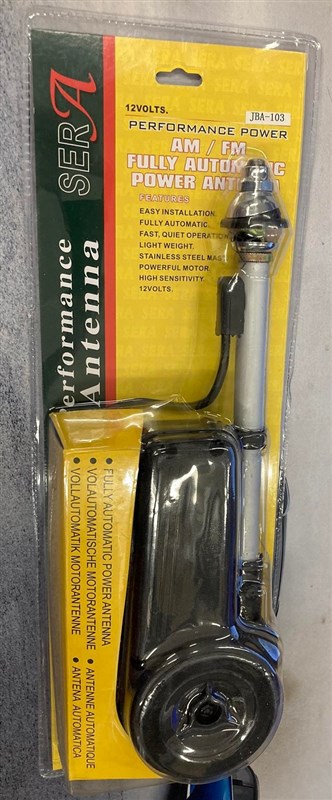 12VOLTS.
JBA-103
PERFORMANCE POWER
AM / FM
FULLY AUTOMATIC
POWER
FEATURES
EASY INSTALLATION.
FULLY AUTOMATIC.
FAST, QUIET OPERATION
LIGHT WEIGHT.
STAINLESS STEEL MAST
POWERFUL MOTOR.
HIGH SENSITIVITY.
12VOLTS.
SERA
Performance
Antenna
● FULLY AUTOMATIC POWER ANTENNA
● VOLAUTOMATISCHE MOTORANTENNE
● VOLLAUTOMATIK MOTORANTENNE
● ANTENNE AUTOMATIQUE
● ANTENA AUTOMATICA